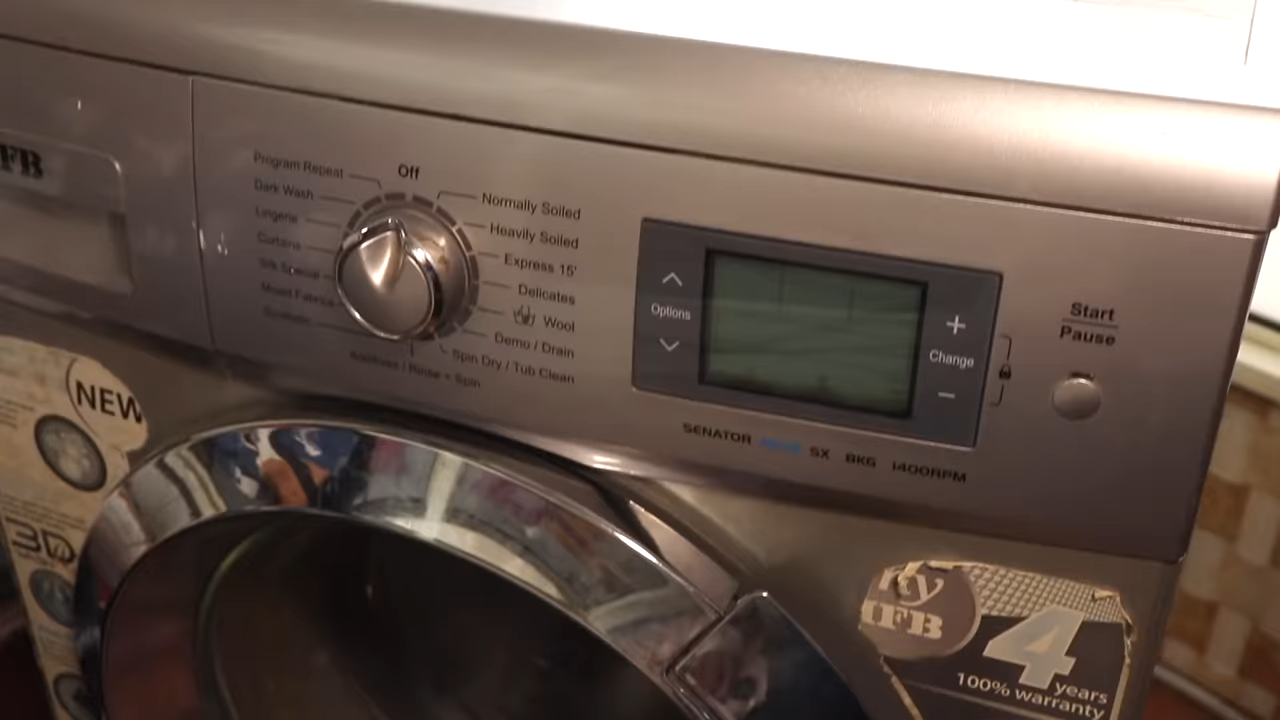 FB
Off
Program Repeat
Dark Wash
Lingerie
Curtains
Silk Special
Mixed Fabrics
Normally Soiled
Heavily Soiled
Express 15'
Delicates
Wool
Demo / Drain
Spin Dry / Tub Clean
Additives / Rinse + Spin
Options
+
Change
-
Start
Pause
SENATOR SX 8KG 1400RPM
NEW
3D
IFB
4
years
100% warranty